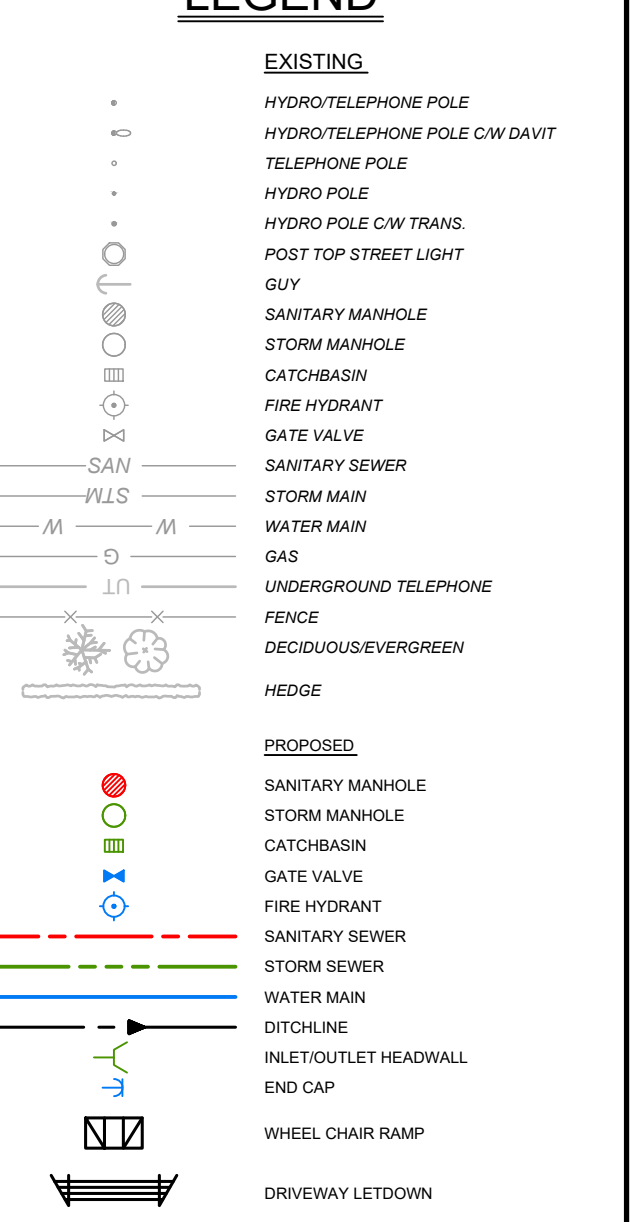 LEGEND
EXISTING
HYDRO/TELEPHONE POLE
HYDRO/TELEPHONE POLE C/W DAVIT
TELEPHONE POLE
HYDRO POLE
HYDRO POLE C/W TRANS.
POST TOP STREET LIGHT
GUY
SANITARY MANHOLE
STORM MANHOLE
CATCHBASIN
FIRE HYDRANT
GATE VALVE
SAN SANITARY SEWER
STM STORM MAIN
W W WATER MAIN
G GAS
UT UNDERGROUND TELEPHONE
FENCE
DECIDUOUS/EVERGREEN
HEDGE
PROPOSED
SANITARY MANHOLE
STORM MANHOLE
CATCHBASIN
GATE VALVE
FIRE HYDRANT
SANITARY SEWER
STORM SEWER
WATER MAIN
DITCHLINE
INLET/OUTLET HEADWALL
END CAP
WHEEL CHAIR RAMP
DRIVEWAY LETDOWN